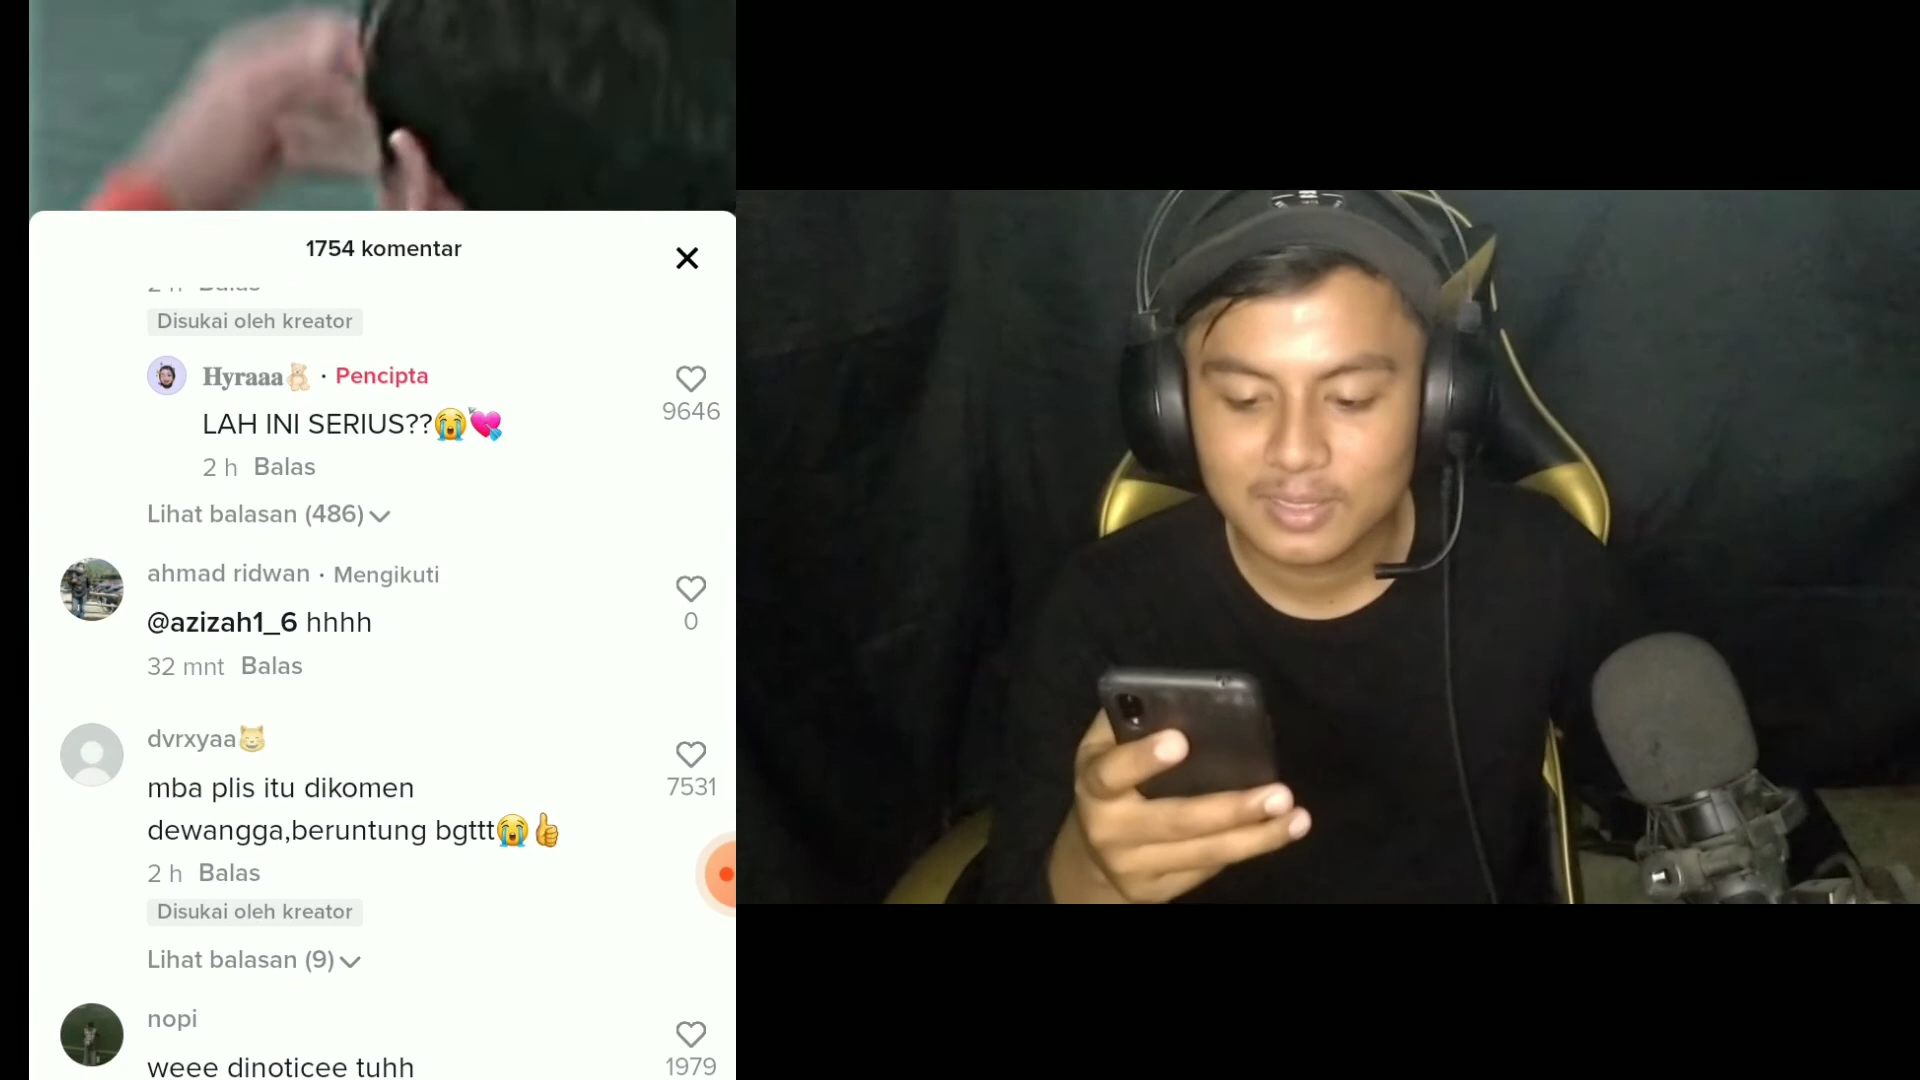 1754 komentar
Disukai oleh kreator
Hyraaa🧸 · Pencipta
LAH INI SERIUS??😭💘
9646
2 h Balas
Lihat balasan (486)
ahmad ridwan · Mengikuti
@azizah1_6 hhhh
0
32 mnt Balas
dvrxyaa😸
mba plis itu dikomen
dewangga,beruntung bgttt😭👍
7531
2 h Balas
Disukai oleh kreator
Lihat balasan (9)
nopi
weee dinoticee tuhh
1979